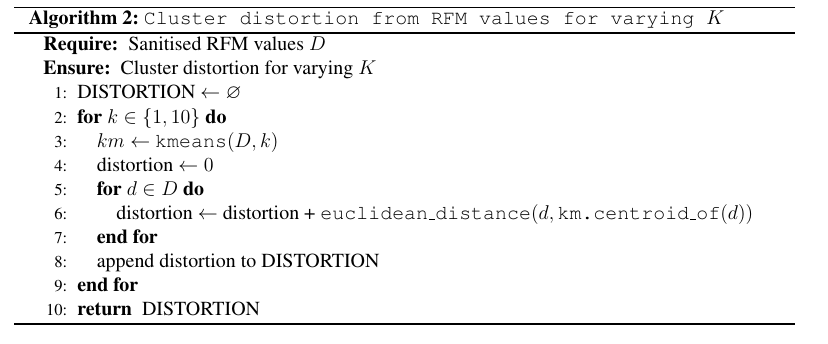 Algorithm 2: Cluster distortion from RFM values for varying K
Require: Sanitised RFM values D
Ensure: Cluster distortion for varying K
1: DISTORTION ← ∅
2: for k ∈ {1, 10} do
3: km ← kmeans(D, k)
4: distortion ← 0
5: for d ∈ D do
6: distortion ← distortion + euclidean_distance(d, km.centroid_of(d))
7: end for
8: append distortion to DISTORTION
9: end for
10: return DISTORTION